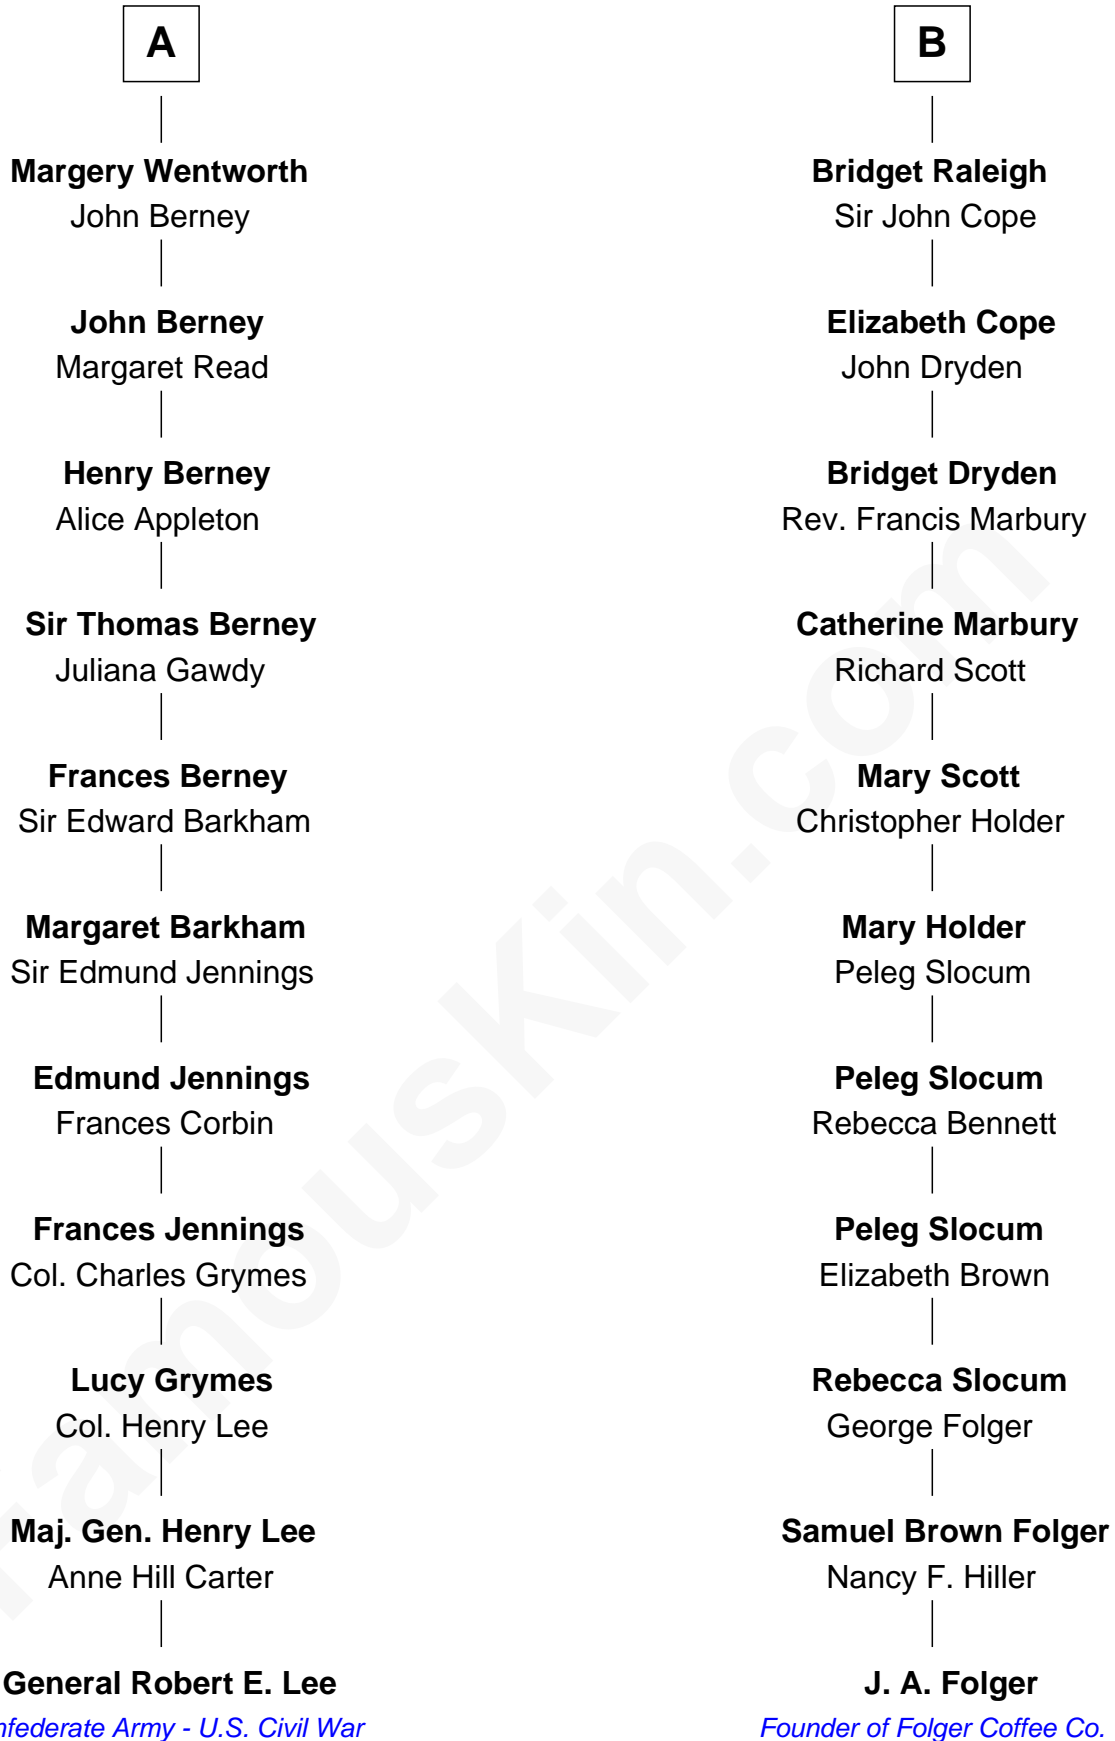 A
Margery Wentworth
John Berney
John Berney
Margaret Read
Henry Berney
Alice Appleton
Sir Thomas Berney
Juliana Gawdy
Frances Berney
Sir Edward Barkham
Margaret Barkham
Sir Edmund Jennings
Edmund Jennings
Frances Corbin
Frances Jennings
Col. Charles Grymes
Lucy Grymes
Col. Henry Lee
Maj. Gen. Henry Lee
Anne Hill Carter
General Robert E. Lee
nfederate Army - U.S. Civil War
B
Bridget Raleigh
Sir John Cope
Elizabeth Cope
John Dryden
Bridget Dryden
Rev. Francis Marbury
Catherine Marbury
Richard Scott
Mary Scott
Christopher Holder
Mary Holder
Peleg Slocum
Peleg Slocum
Rebecca Bennett
Peleg Slocum
Elizabeth Brown
Rebecca Slocum
George Folger
Samuel Brown Folger
Nancy F. Hiller
J. A. Folger
Founder of Folger Coffee Co.
FamousKin.com